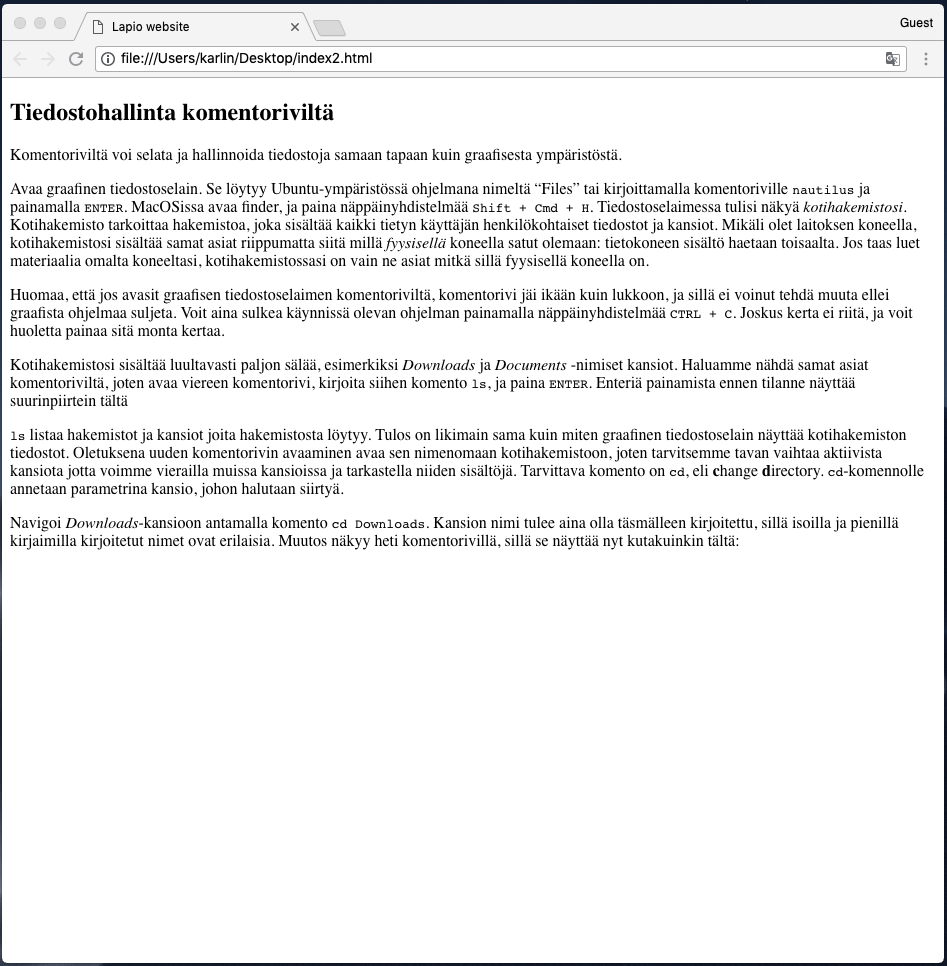 Lapio website
Guest
file:///Users/karlin/Desktop/index2.html
Tiedostohallinta komentoriviltä
Komentoriviltä voi selata ja hallinnoida tiedostoja samaan tapaan kuin graafisesta ympäristöstä.
Avaa graafinen tiedostoselain. Se löytyy Ubuntu-ympäristössä ohjelmana nimeltä “Files” tai kirjoittamalla komentoriville nautilus ja
painamalla ENTER. MacOSissa avaa finder, ja paina näppäinyhdistelmää Shift + Cmd + H. Tiedostoselaimessa tulisi näkyä kotihakemistosi.
Kotihakemisto tarkoittaa hakemistoa, joka sisältää kaikki tietyn käyttäjän henkilökohtaiset tiedostot ja kansiot. Mikäli olet laitoksen koneella,
kotihakemistosi sisältää samat asiat riippumatta siitä millä fyysisellä koneella satut olemaan: tietokoneen sisältö haetaan toisaalta. Jos taas luet
materiaalia omalta koneeltasi, kotihakemistossasi on vain ne asiat mitkä sillä fyysisellä koneella on.
Huomaa, että jos avasit graafisen tiedostoselaimen komentoriviltä, komentorivi jäi ikään kuin lukkoon, ja sillä ei voinut tehdä muuta ellei
graafista ohjelmaa suljeta. Voit aina sulkea käynnissä olevan ohjelman painamalla näppäinyhdistelmää CTRL + C. Joskus kerta ei riitä, ja voit
huoletta painaa sitä monta kertaa.
Kotihakemistosi sisältää luultavasti paljon sälää, esimerkiksi Downloads ja Documents -nimiset kansiot. Haluamme nähdä samat asiat
komentoriviltä, joten avaa viereen komentorivi, kirjoita siihen komento ls, ja paina ENTER. Enteriä painamista ennen tilanne näyttää
suurinpiirtein tältä
ls listaa hakemistot ja kansiot joita hakemistosta löytyy. Tulos on likimain sama kuin miten graafinen tiedostoselain näyttää kotihakemiston
tiedostot. Oletuksena uuden komentorivin avaaminen avaa sen nimenomaan kotihakemistoon, joten tarvitsemme tavan vaihtaa aktiivista
kansiota jotta voimme vierailla muissa kansioissa ja tarkastella niiden sisältöjä. Tarvittava komento on cd, eli change directory. cd-komennolle
annetaan parametrina kansio, johon halutaan siirtyä.
Navigoi Downloads-kansioon antamalla komento cd Downloads. Kansion nimi tulee aina olla täsmälleen kirjoitettu, sillä isoilla ja pienillä
kirjaimilla kirjoitetut nimet ovat erilaisia. Muutos näkyy heti komentorivillä, sillä se näyttää nyt kutakuinkin tältä: